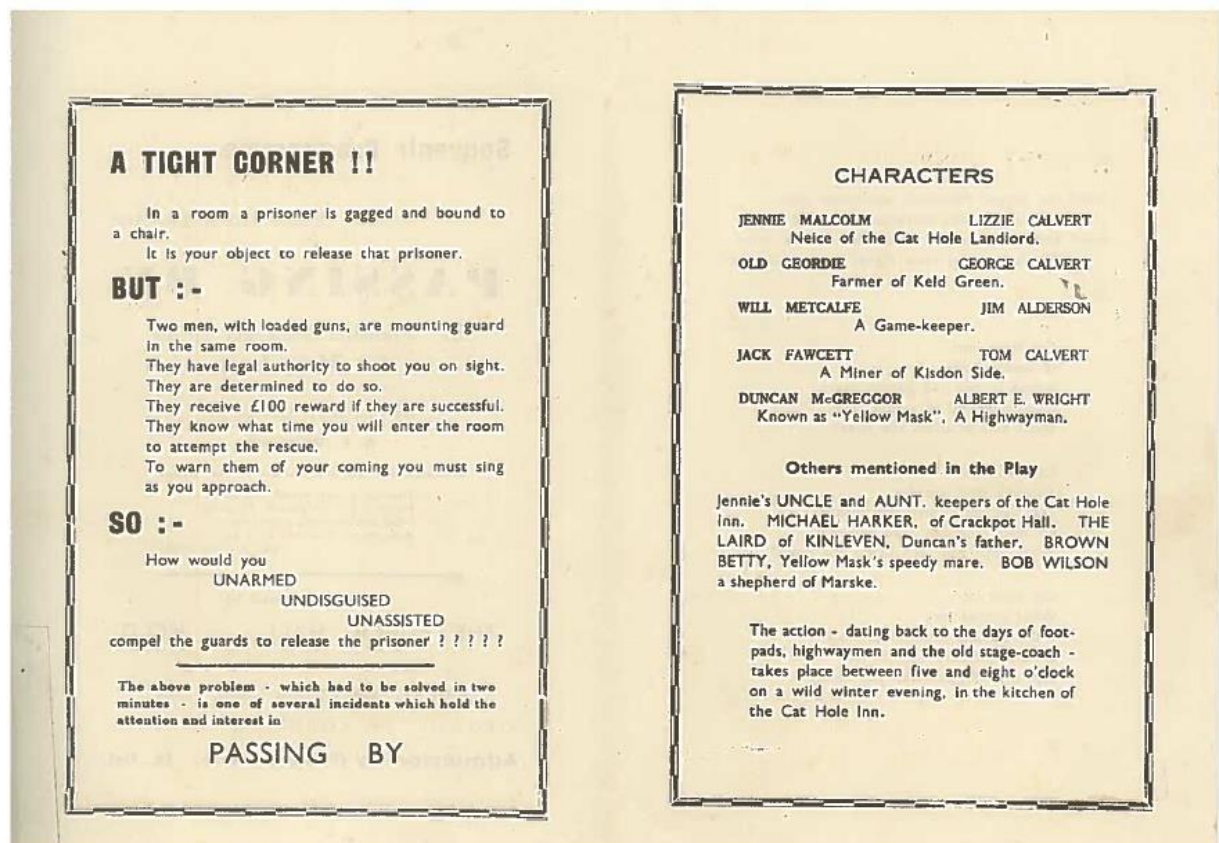 A TIGHT CORNER !!
In a room a prisoner is gagged and bound to
a chair.
It is your object to release that prisoner.
BUT :-
Two men, with loaded guns, are mounting guard
in the same room.
They have legal authority to shoot you on sight.
They are determined to do so.
They receive £100 reward if they are successful.
They know what time you will enter the room
to attempt the rescue.
To warn them of your coming you must sing
as you approach.
SO :-
How would you
UNARMED
UNDISGUISED
UNASSISTED
compel the guards to release the prisoner ? ? ? ? ?
The above problem - which had to be solved in two
minutes - is one of several incidents which hold the
attention and interest in
PASSING BY
CHARACTERS
JENNIE MALCOLM LIZZIE CALVERT
Neice of the Cat Hole Landlord.
OLD GEORDIE GEORGE CALVERT
Farmer of Keld Green.
WILL METCALFE JIM ALDERSON
A Game-keeper.
JACK FAWCETT TOM CALVERT
A Miner of Kisdon Side.
DUNCAN McGREGGOR ALBERT E. WRIGHT
Known as "Yellow Mask", A Highwayman.
Others mentioned in the Play
Jennie's UNCLE and AUNT. keepers of the Cat Hole
Inn. MICHAEL HARKER, of Crackpot Hall. THE
LAIRD of KINLEVEN, Duncan's father. BROWN
BETTY, Yellow Mask's speedy mare. BOB WILSON
a shepherd of Marske.
The action - dating back to the days of foot-
pads, highwaymen and the old stage-coach -
takes place between five and eight o'clock
on a wild winter evening, in the kitchen of
the Cat Hole Inn.